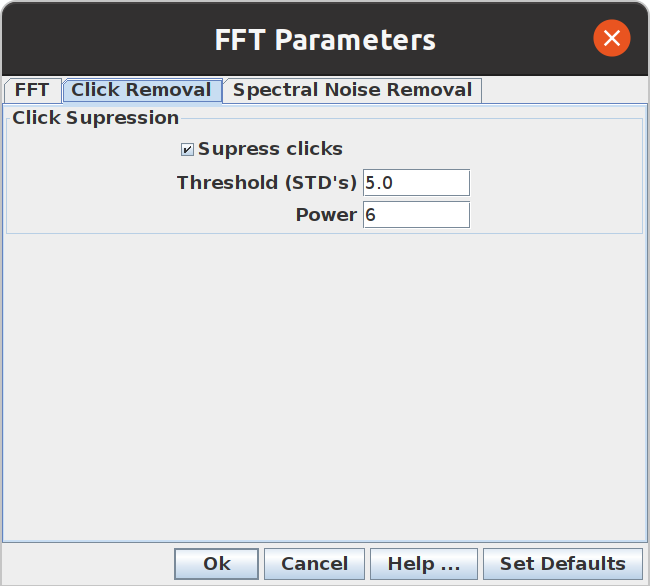 FFT Parameters
FFT Click Removal Spectral Noise Removal
Click Supression
Supress clicks
Threshold (STD's) 5.0
Power 6
Ok Cancel Help ... Set Defaults